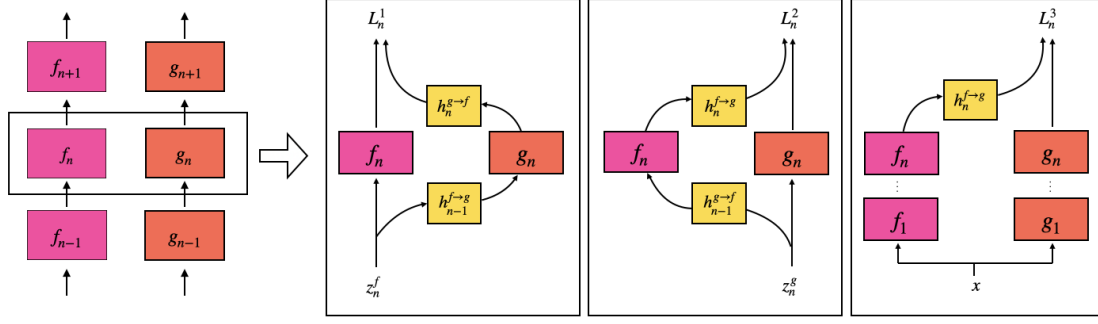 f_{n+1} g_{n+1}
f_n g_n
f_{n-1} g_{n-1}
L_n^1
h_n^{g→f}
f_n g_n
h_{n-1}^{f→g}
z_n^f
L_n^2
h_n^{f→g}
f_n g_n
h_{n-1}^{g→f}
z_n^g
L_n^3
h_n^{f→g}
f_n g_n
⋮ ⋮
f_1 g_1
x